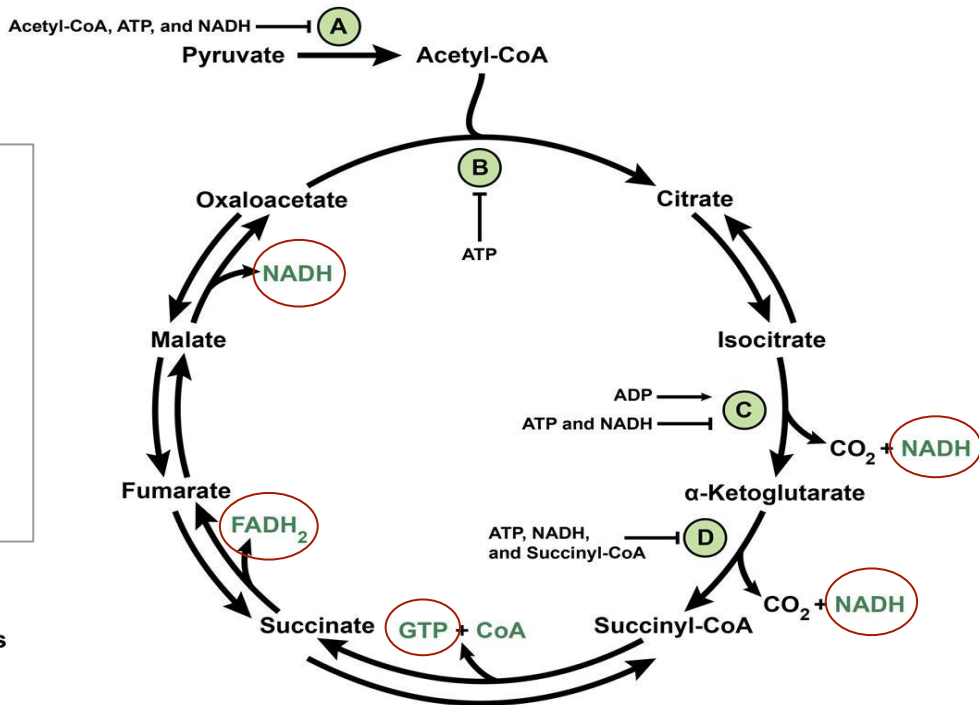 Acetyl-CoA, ATP, and NADH
A
Pyruvate
Acetyl-CoA
B
ATP
Oxaloacetate
Citrate
NADH
Malate
Isocitrate
ADP
ATP and NADH
C
CO₂ + NADH
Fumarate
α-Ketoglutarate
FADH₂
ATP, NADH,
and Succinyl-CoA
D
CO₂ + NADH
Succinate
GTP + CoA
Succinyl-CoA
s